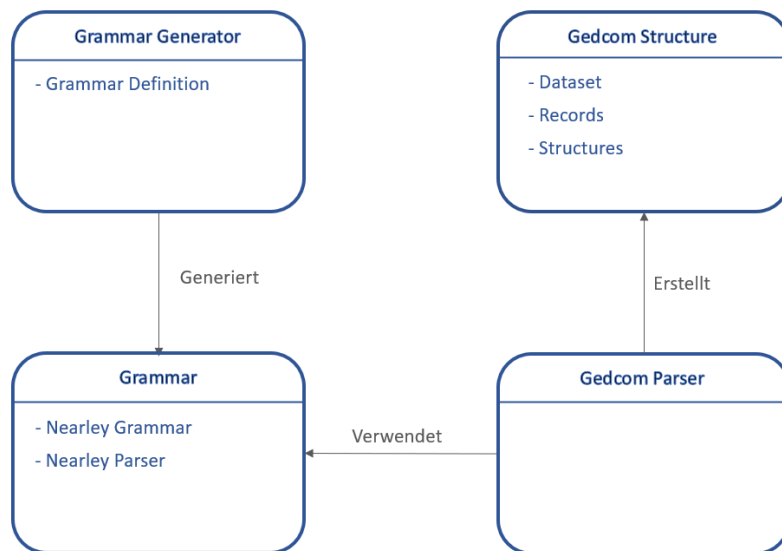 Grammar Generator
- Grammar Definition
Gedcom Structure
- Dataset
- Records
- Structures
Generiert
Erstellt
Grammar
- Nearley Grammar
- Nearley Parser
Verwendet
Gedcom Parser